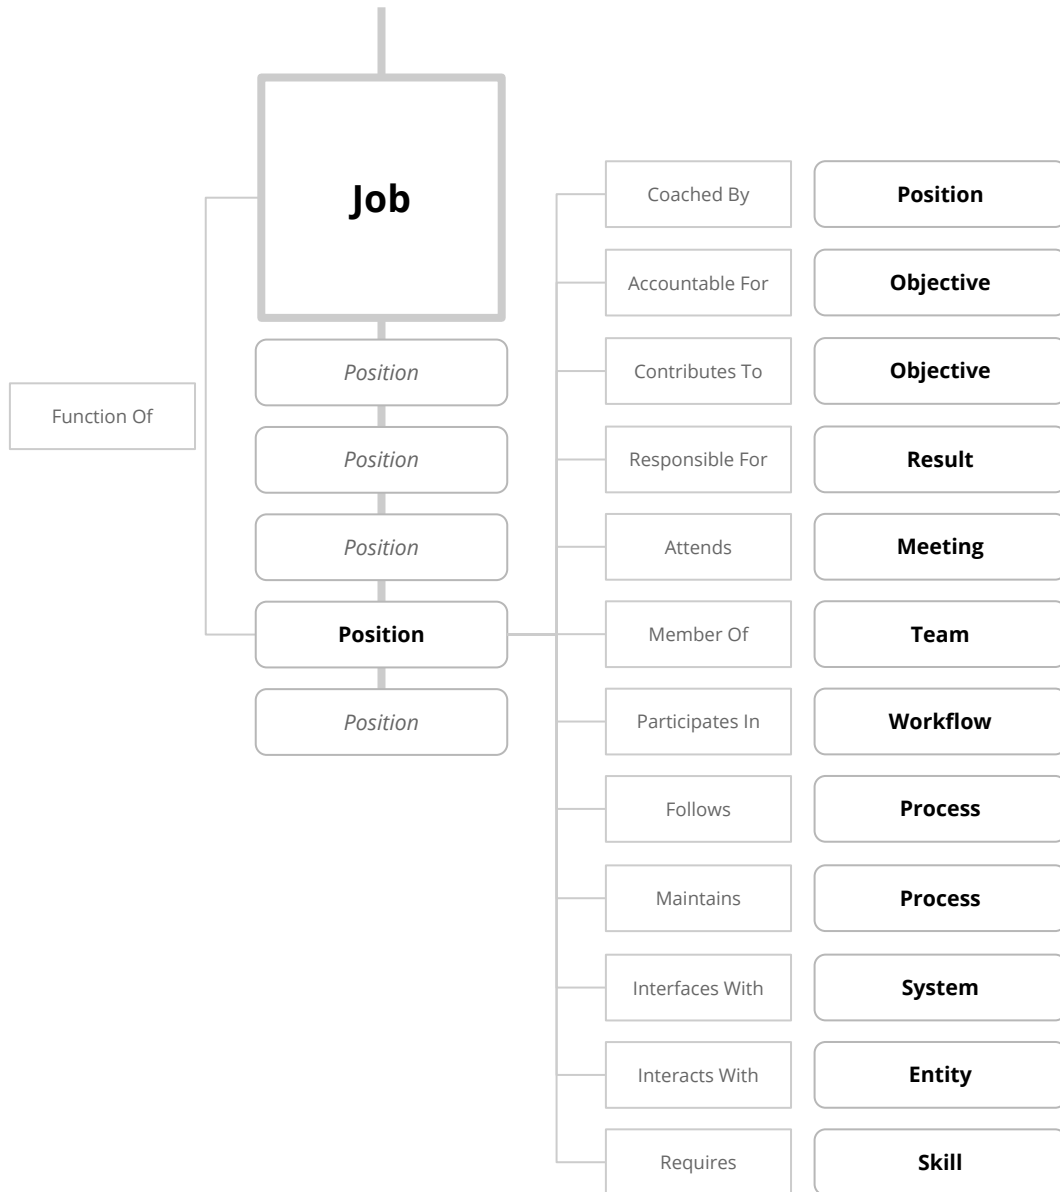 Job
Function Of
Position
Position
Position
Position
Position
Coached By Position
Accountable For Objective
Contributes To Objective
Responsible For Result
Attends Meeting
Member Of Team
Participates In Workflow
Follows Process
Maintains Process
Interfaces With System
Interacts With Entity
Requires Skill